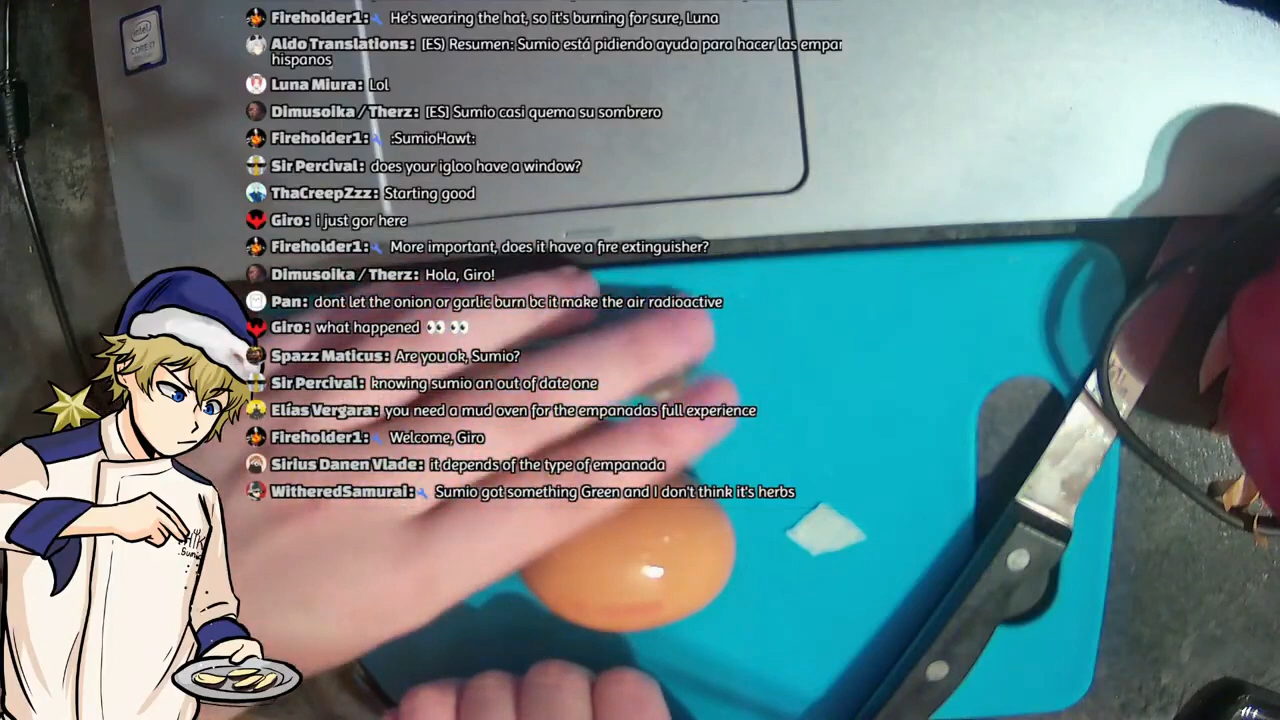 Fireholder1: He's wearing the hat, so it's burning for sure, Luna
intel
CORE i7
Aldo Translations: [ES) Resumen: Sumio está pidiendo ayuda para hacer las empar
hispanos
Luna Miura: Lol
Dimusoika / Therz: [ES] Sumio casi quema su sombrero
Fireholder1: :SumioHawt:
Sir Percival: does your igloo have a window?
ThaCreepZzz: Starting good
Giro: i just gor here
Fireholder1: More important, does it have a fire extinguisher?
Dimusoika / Therz: Hola, Giro!
Pan: dont let the onion or garlic burn bc it make the air radioactive
Giro: what happened 👀 👀
Spazz Maticus: Are you ok, Sumio?
Sir Percival: knowing sumio an out of date one
Elías Vergara: you need a mud oven for the empanadas full experience
Fireholder1: Welcome, Giro
Sirius Danen Vlade: it depends of the type of empanada
WitheredSamurai: Sumio got something Green and I don't think it's herbs